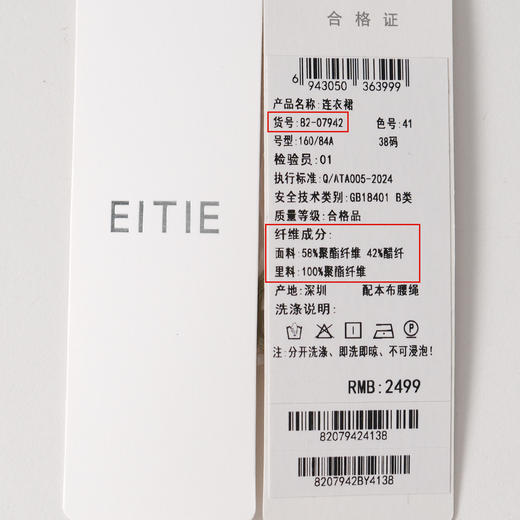 EITIE
合格证
6 943050 363999
产品名称:连衣裙
货号:B2-07942 色号:41
号型:160/84A 38码
检验员:01
执行标准:Q/ATA005-2024
安全技术类别:GB18401 B类
质量等级:合格品
纤维成分:
面料:58%聚酯纤维 42%醋纤
里料:100%聚酯纤维
产地:深圳 配本布腰绳
洗涤说明:
注:分开洗涤、即洗即晾、不可浸泡!
RMB:2499
82079424138
8207942BY4138